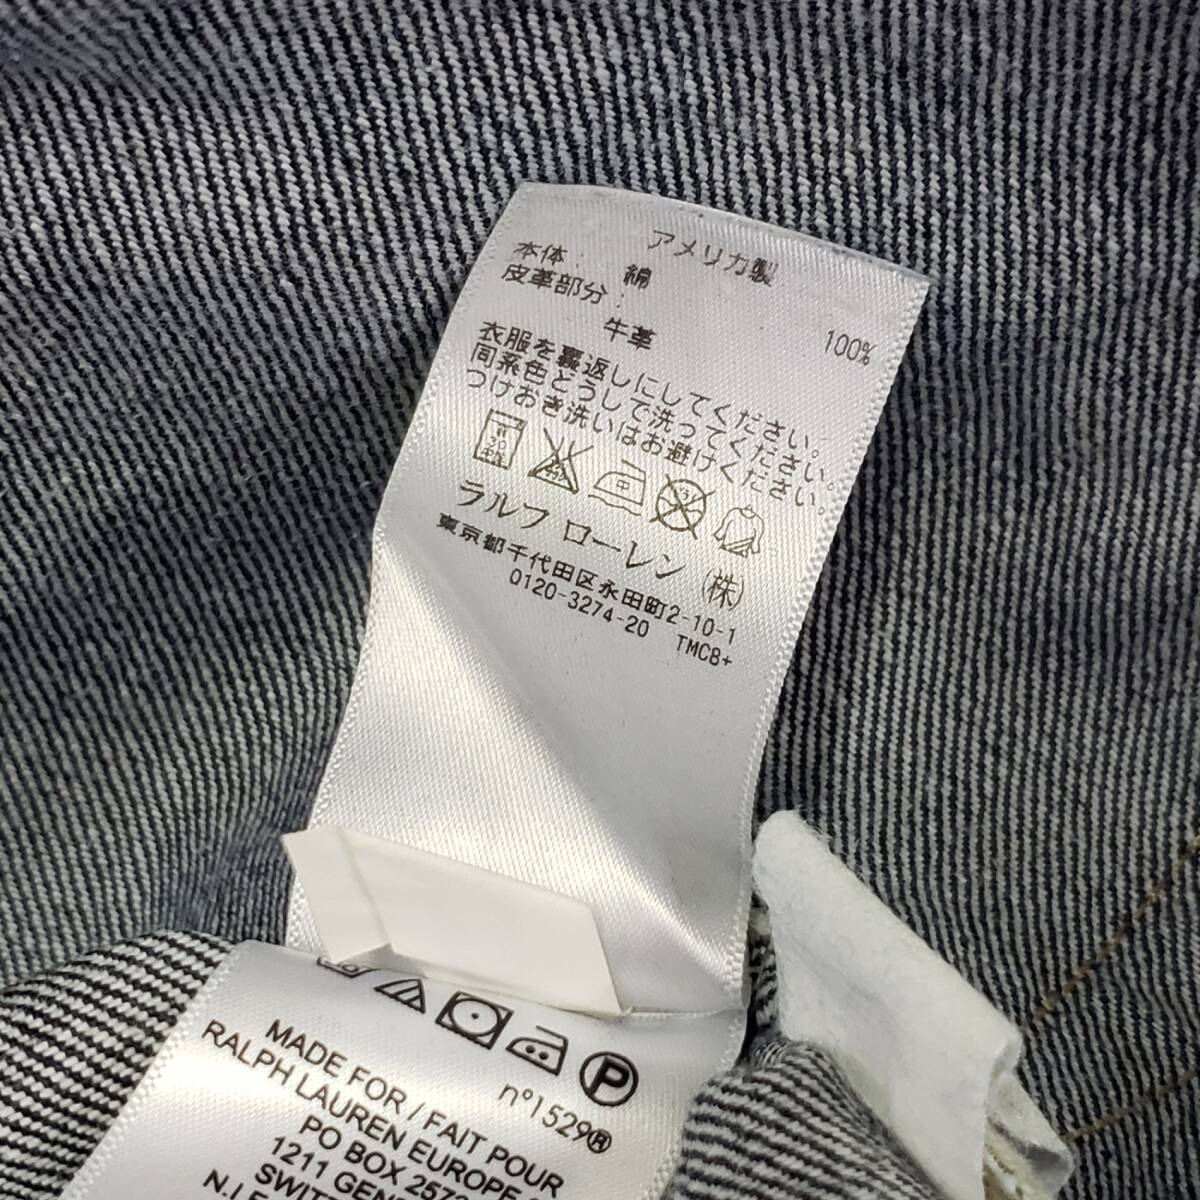 アメリカ製
本体： 綿 100%
皮革部分：
牛革
衣服を裏返しにしてください。
同系色どうしで洗ってください。
つけおき洗いはお避けください。
ラルフ ローレン (株)
東京都千代田区永田町2-10-1
0120-3274-20 TMCB+
P
n°1529®
MADE FOR / FAIT POUR
RALPH LAUREN EUROPE
PO BOX 257
1211 GEN
SWIT
N.I.F